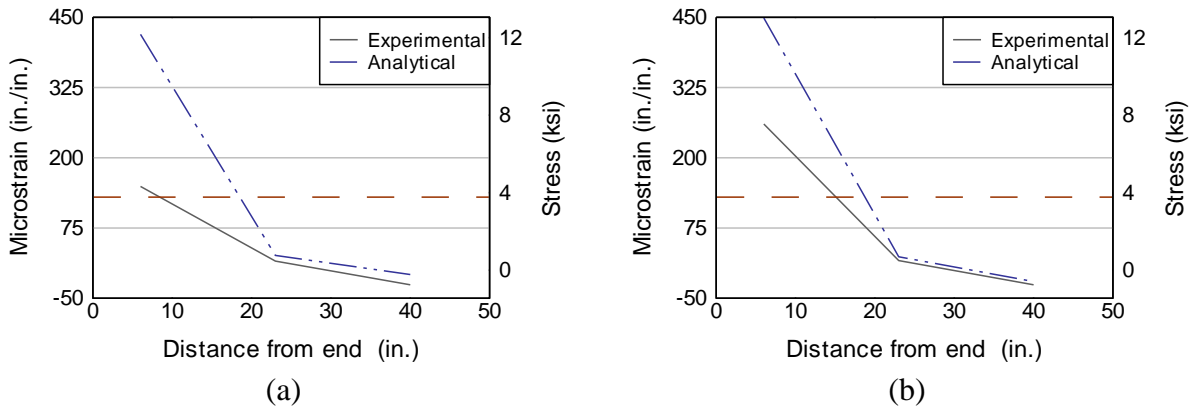 450
325
200
75
-50
Microstrain (in./in.)
Experimental
Analytical
12
8
4
0
Stress (ksi)
0 10 20 30 40 50
Distance from end (in.)
(a)
450
325
200
75
-50
Microstrain (in./in.)
Experimental
Analytical
12
8
4
0
Stress (ksi)
0 10 20 30 40 50
Distance from end (in.)
(b)